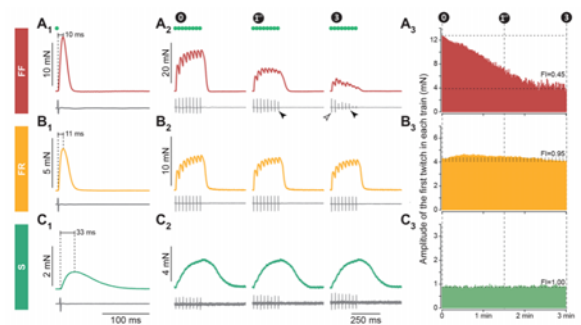 A1
A2
A3
0
1st
3
0
1st
3
10 ms
FF
10 mN
20 mN
12
8
4
0
FI=0.45
B1
B2
B3
11 ms
FR
5 mN
10 mN
6
4
2
0
FI=0.95
Amplitude of the first twitch in each train (mN)
C1
C2
C3
33 ms
S
2 mN
4 mN
3
2
1
0
FI=1.00
100 ms
250 ms
0
1 min
2 min
3 min